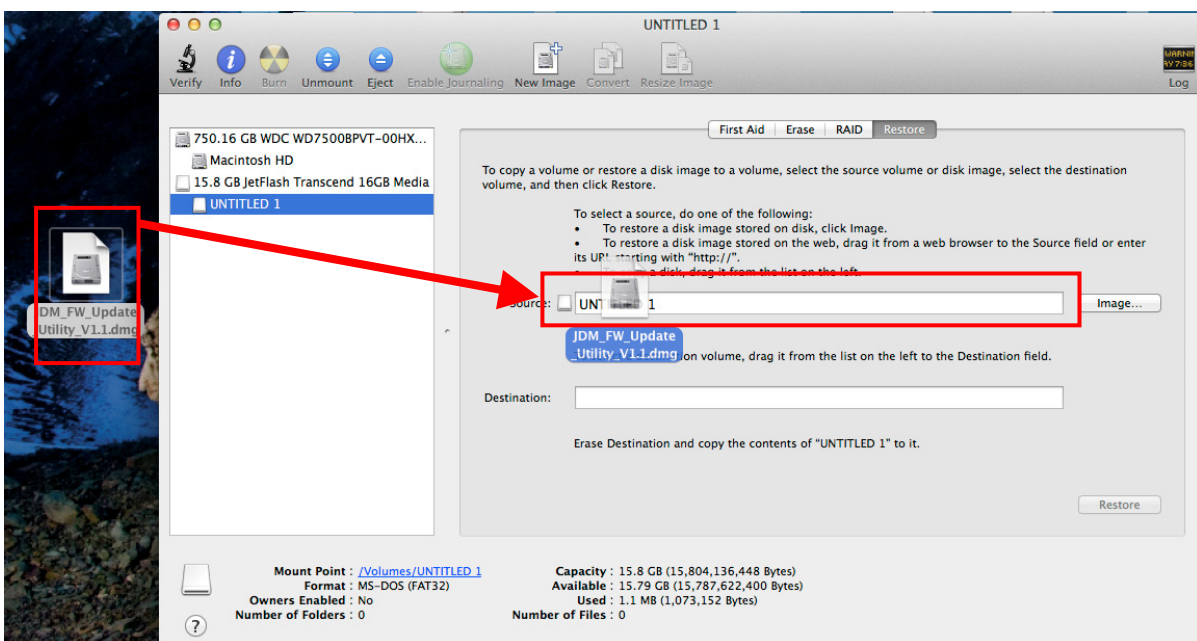 UNTITLED 1
Verify Info Burn Unmount Eject Enable Journaling New Image Convert Resize Image Log
WARNIN
AY 7:36
750.16 GB WDC WD7500BPVT-00HX...
Macintosh HD
15.8 GB JetFlash Transcend 16GB Media
UNTITLED 1
First Aid Erase RAID Restore
To copy a volume or restore a disk image to a volume, select the source volume or disk image, select the destination
volume, and then click Restore.
To select a source, do one of the following:
• To restore a disk image stored on disk, click Image.
• To restore a disk image stored on the web, drag it from a web browser to the Source field or enter
its URL starting with "http://".
• a disk, drag it from the list on the left.
Source: UNTITLED 1 Image...
DM_FW_Update
_Utility_V1.1.dmg
JDM_FW_Update
_Utility_V1.1.dmg
on volume, drag it from the list on the left to the Destination field.
Destination:
Erase Destination and copy the contents of "UNTITLED 1" to it.
Restore
Mount Point : /Volumes/UNTITLED 1
Format : MS-DOS (FAT32)
Owners Enabled : No
Number of Folders : 0
Capacity : 15.8 GB (15,804,136,448 Bytes)
Available : 15.79 GB (15,787,622,400 Bytes)
Used : 1.1 MB (1,073,152 Bytes)
Number of Files : 0
?